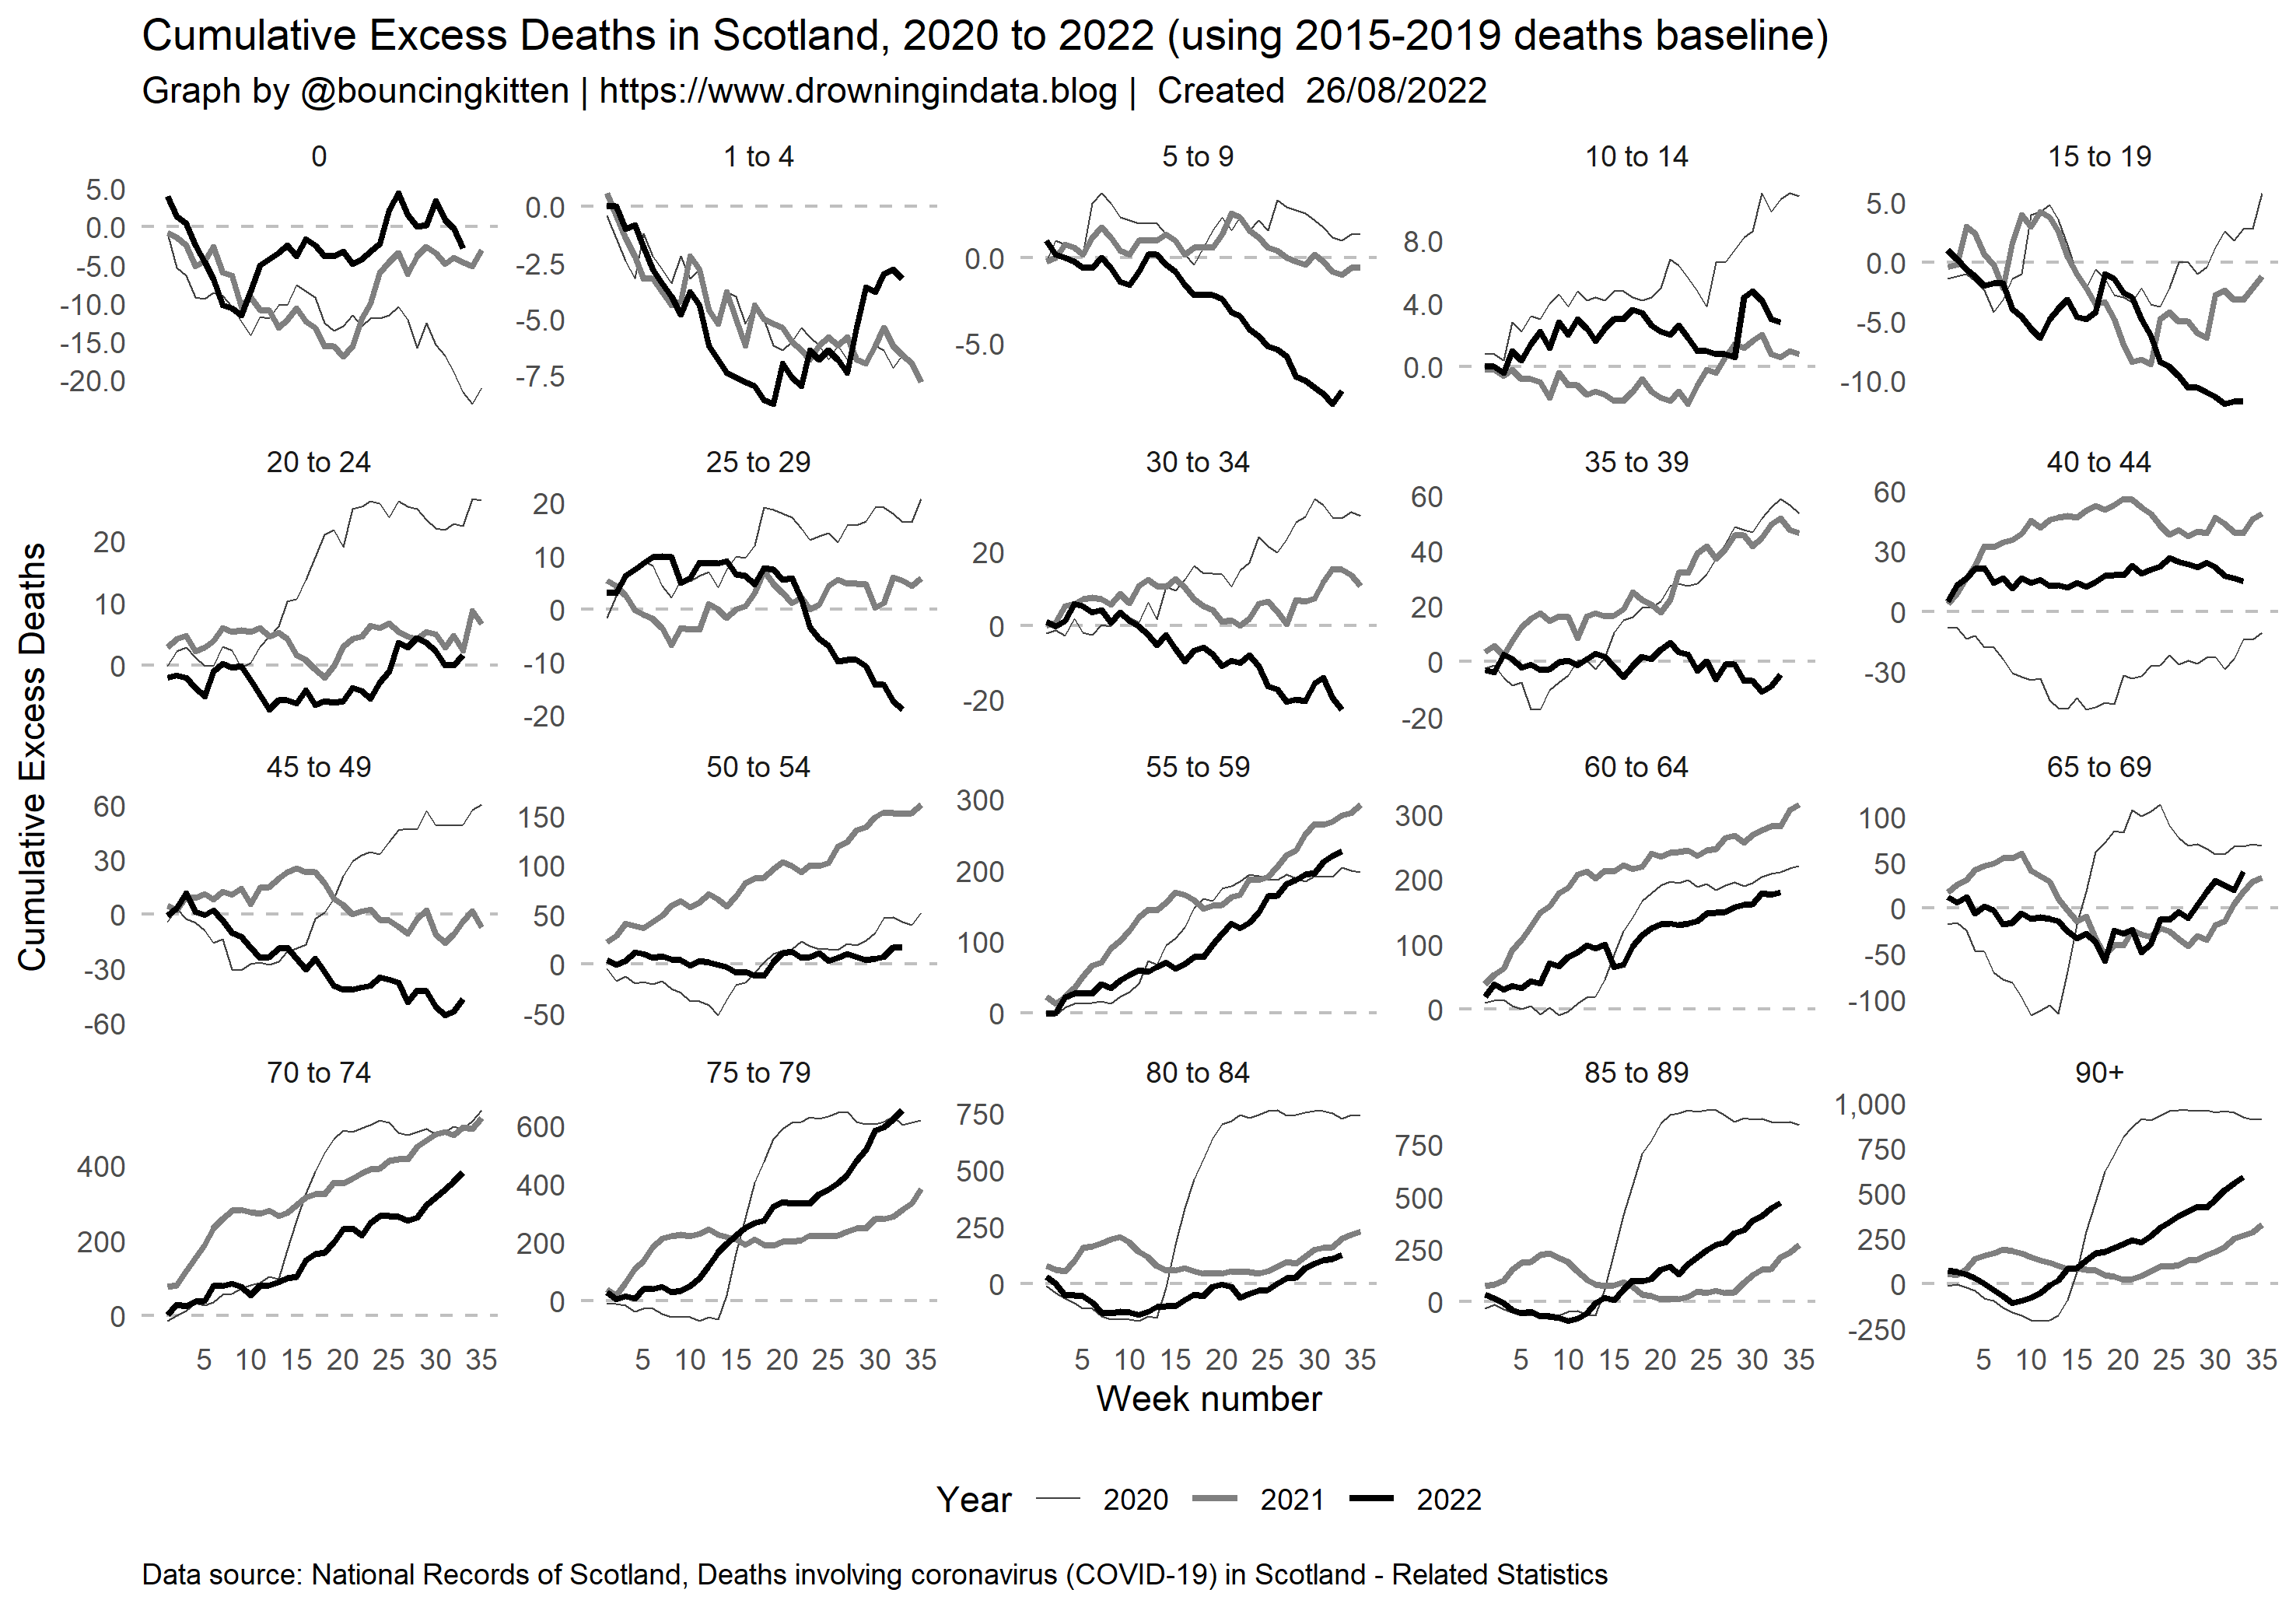 Cumulative Excess Deaths in Scotland, 2020 to 2022 (using 2015-2019 deaths baseline)
Graph by @bouncingkitten | https://www.drowningindata.blog | Created 26/08/2022
Cumulative Excess Deaths
0
5.0
0.0
-5.0
-10.0
-15.0
-20.0
1 to 4
0.0
-2.5
-5.0
-7.5
5 to 9
0.0
-5.0
10 to 14
8.0
4.0
0.0
15 to 19
5.0
0.0
-5.0
-10.0
20 to 24
20
10
0
25 to 29
20
10
0
-10
-20
30 to 34
20
0
-20
35 to 39
60
40
20
0
-20
40 to 44
60
30
0
-30
45 to 49
60
30
0
-30
-60
50 to 54
150
100
50
0
-50
55 to 59
300
200
100
0
60 to 64
300
200
100
0
65 to 69
100
50
0
-50
-100
70 to 74
400
200
0
5 10 15 20 25 30 35
75 to 79
600
400
200
0
5 10 15 20 25 30 35
80 to 84
750
500
250
0
5 10 15 20 25 30 35
85 to 89
750
500
250
0
5 10 15 20 25 30 35
90+
1,000
750
500
250
0
-250
5 10 15 20 25 30 35
Week number
Year 2020 2021 2022
Data source: National Records of Scotland, Deaths involving coronavirus (COVID-19) in Scotland - Related Statistics